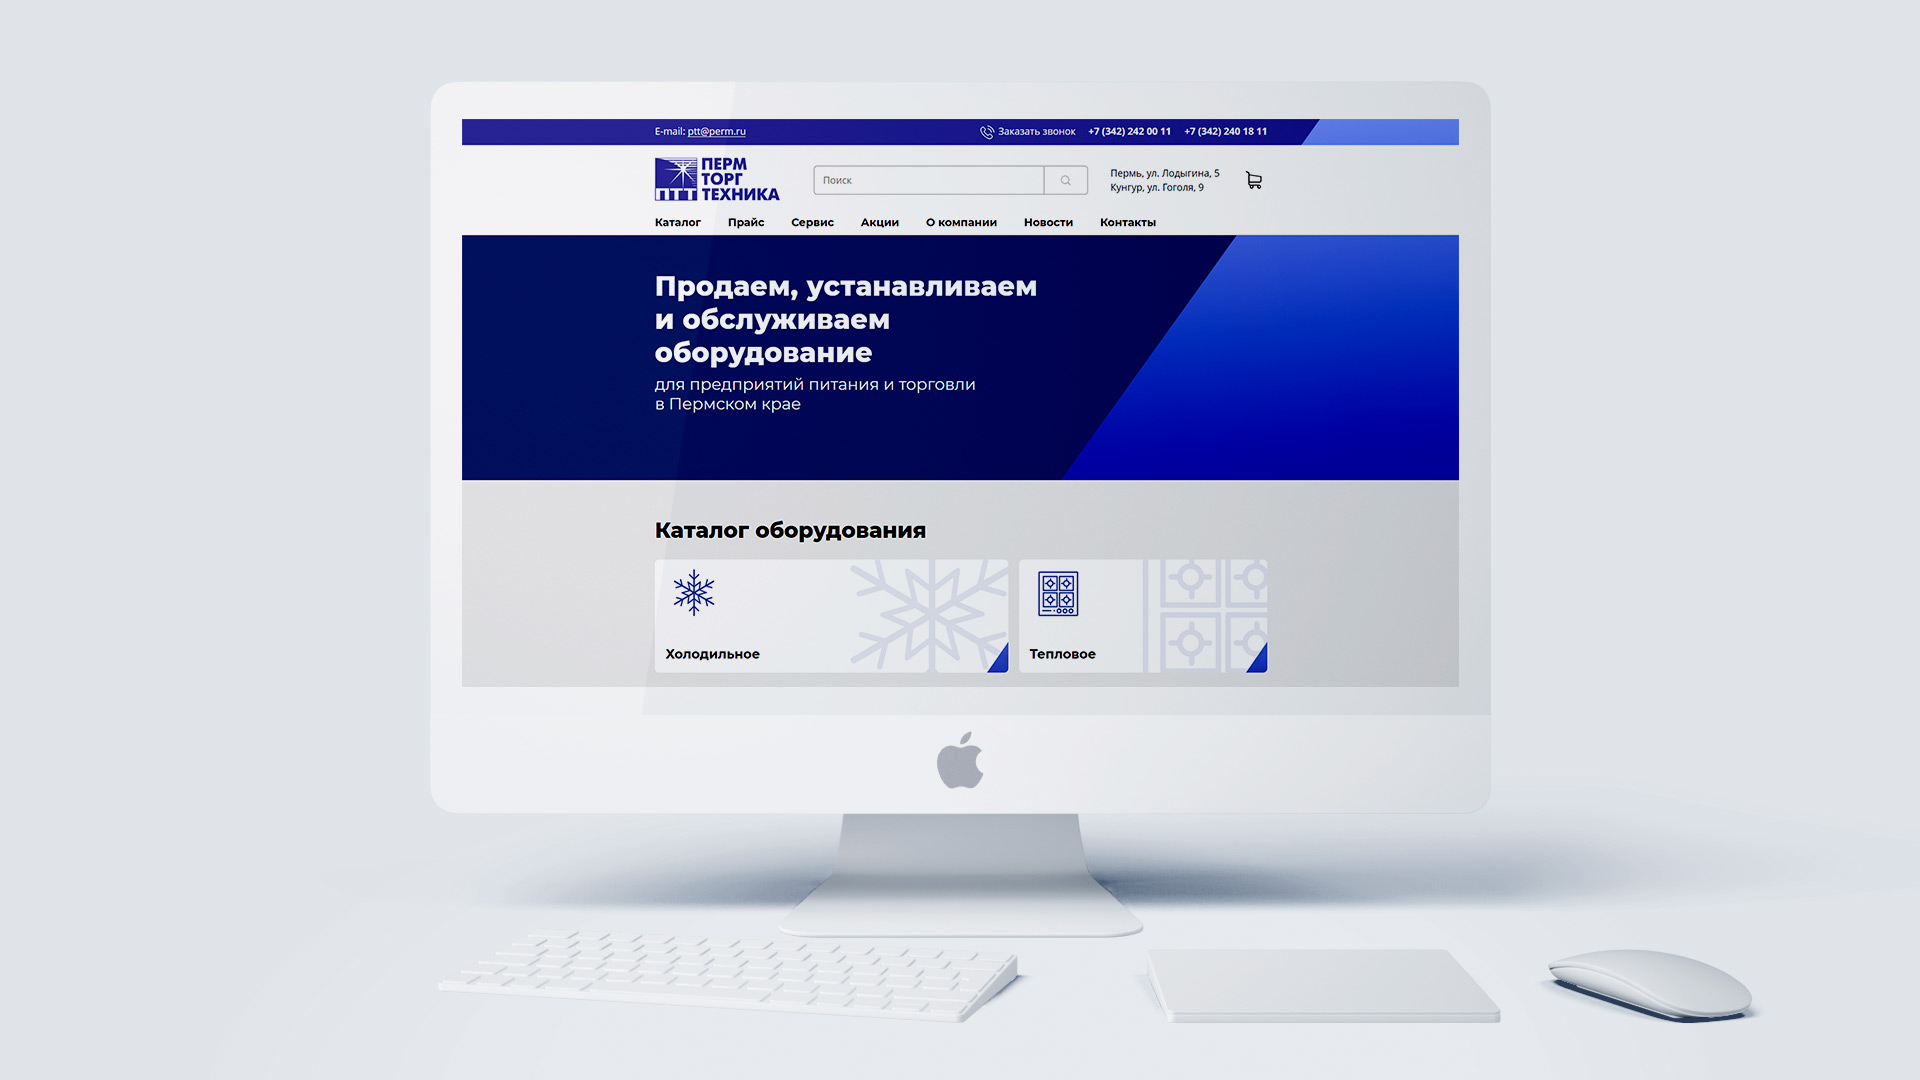 E-mail: ptt@perm.ru
Заказать звонок
+7 (342) 242 00 11
+7 (342) 240 18 11
ПЕРМ
ТОРГ
ТЕХНИКА
ПТТ
Поиск
Пермь, ул. Лодыгина, 5
Кунгур, ул. Гоголя, 9
Каталог Прайс Сервис Акции О компании Новости Контакты
Продаем, устанавливаем
и обслуживаем
оборудование
для предприятий питания и торговли
в Пермском крае
Каталог оборудования
Холодильное
Тепловое